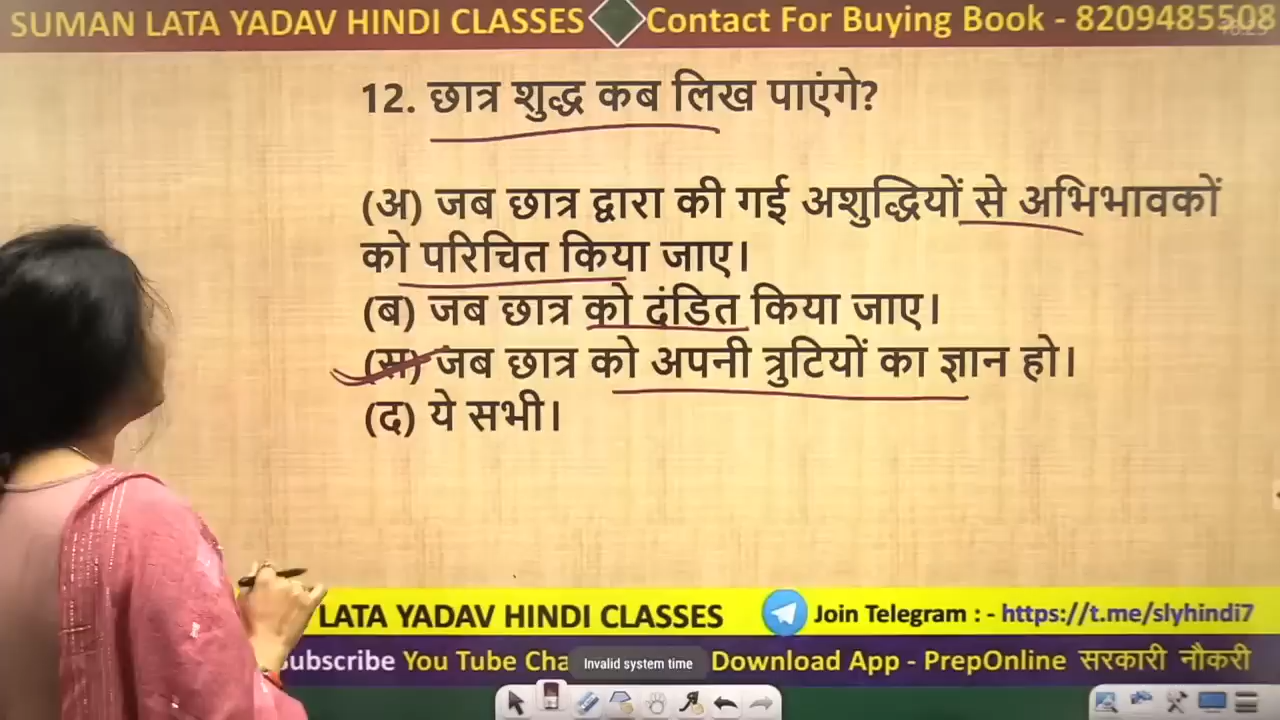 SUMAN LATA YADAV HINDI CLASSES Contact For Buying Book - 8209485508
12. छात्र शुद्ध कब लिख पाएंगे?
(अ) जब छात्र द्वारा की गई अशुद्धियों से अभिभावकों
को परिचित किया जाए।
(ब) जब छात्र को दंडित किया जाए।
(स) जब छात्र को अपनी त्रुटियों का ज्ञान हो।
(द) ये सभी।
LATA YADAV HINDI CLASSES Join Telegram : - https://t.me/slyhindi7
Subscribe You Tube Cha Invalid system time Download App - PrepOnline सरकारी नौकरी